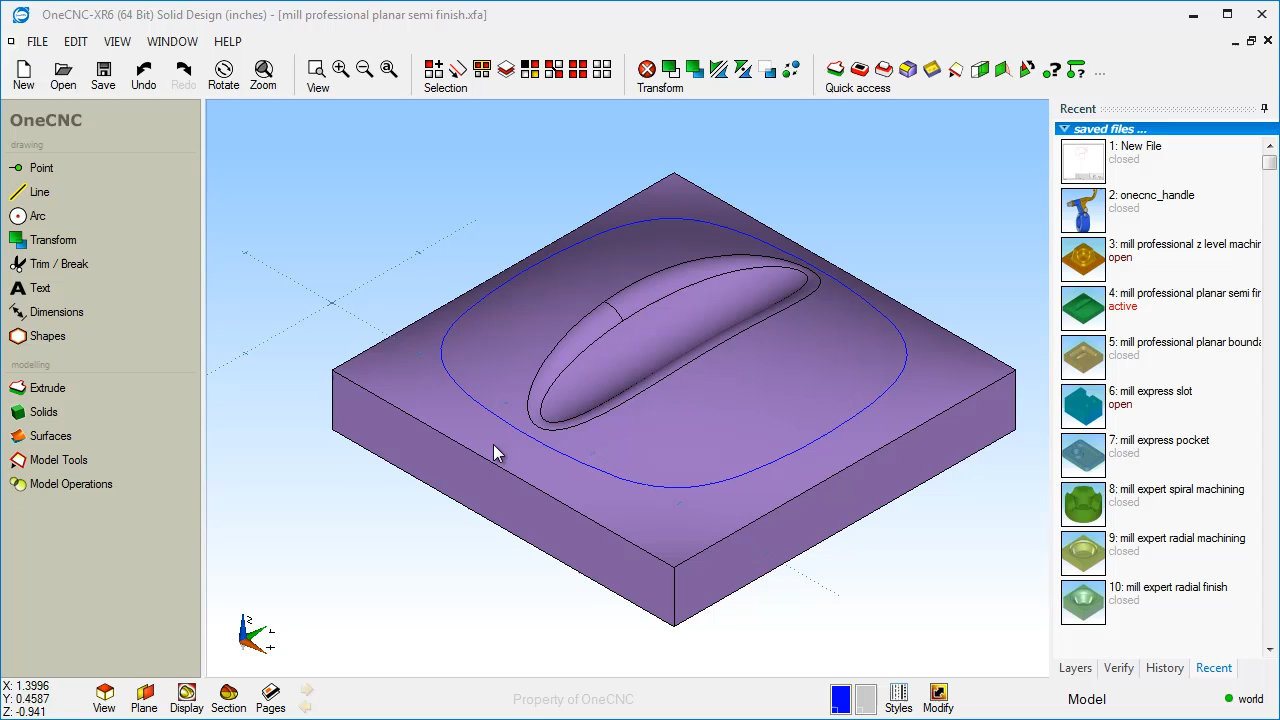 OneCNC-XR6 (64 Bit) Solid Design (inches) - [mill professional planar semi finish.xfa]
FILE EDIT VIEW WINDOW HELP
New Open Save Undo Redo Rotate Zoom View Selection Transform Quick access
OneCNC
drawing
Point
Line
Arc
Transform
Trim / Break
Text
Dimensions
Shapes
modelling
Extrude
Solids
Surfaces
Model Tools
Model Operations
Recent
saved files ...
1: New File
closed
2: onecnc_handle
closed
3: mill professional z level machin
open
4: mill professional planar semi fir
active
5: mill professional planar bounda
closed
6: mill express slot
open
7: mill express pocket
closed
8: mill expert spiral machining
closed
9: mill expert radial machining
closed
10: mill expert radial finish
closed
Layers Verify History Recent
X: 1.3996
Y: 0.4587
Z: -0.941
View Plane Display Section Pages
Property of OneCNC
Styles Modify
Model
world